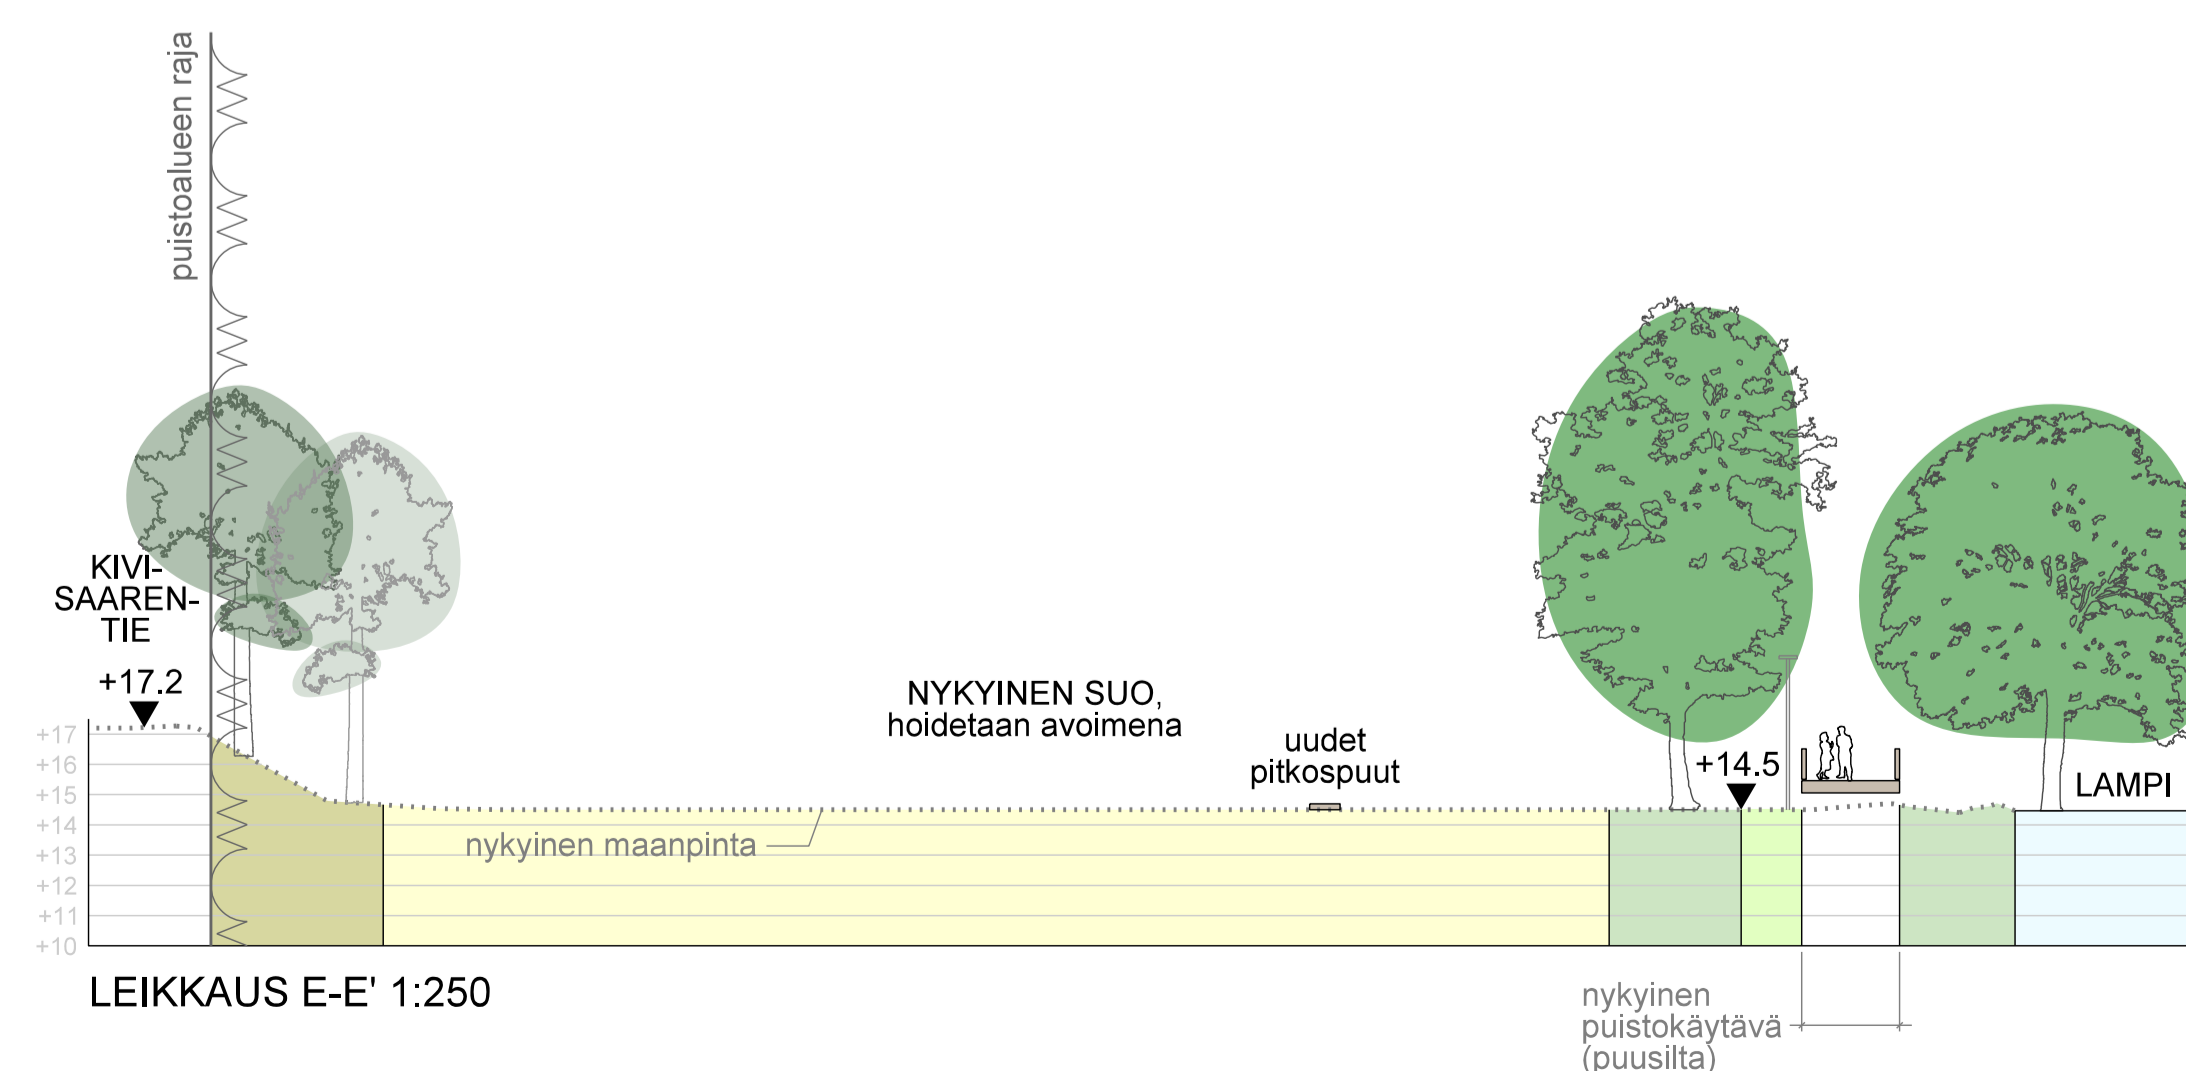 puistoalueen raja
KIVI-
SAAREN-
TIE
+17.2
NYKYINEN SUO,
hoidetaan avoimena
uudet
pitkospuut
+14.5
LAMPI
+17
+16
+15
+14
+13
+12
+11
+10
nykyinen maanpinta
LEIKKAUS E-E' 1:250
nykyinen
puistokäytävä
(puusilta)